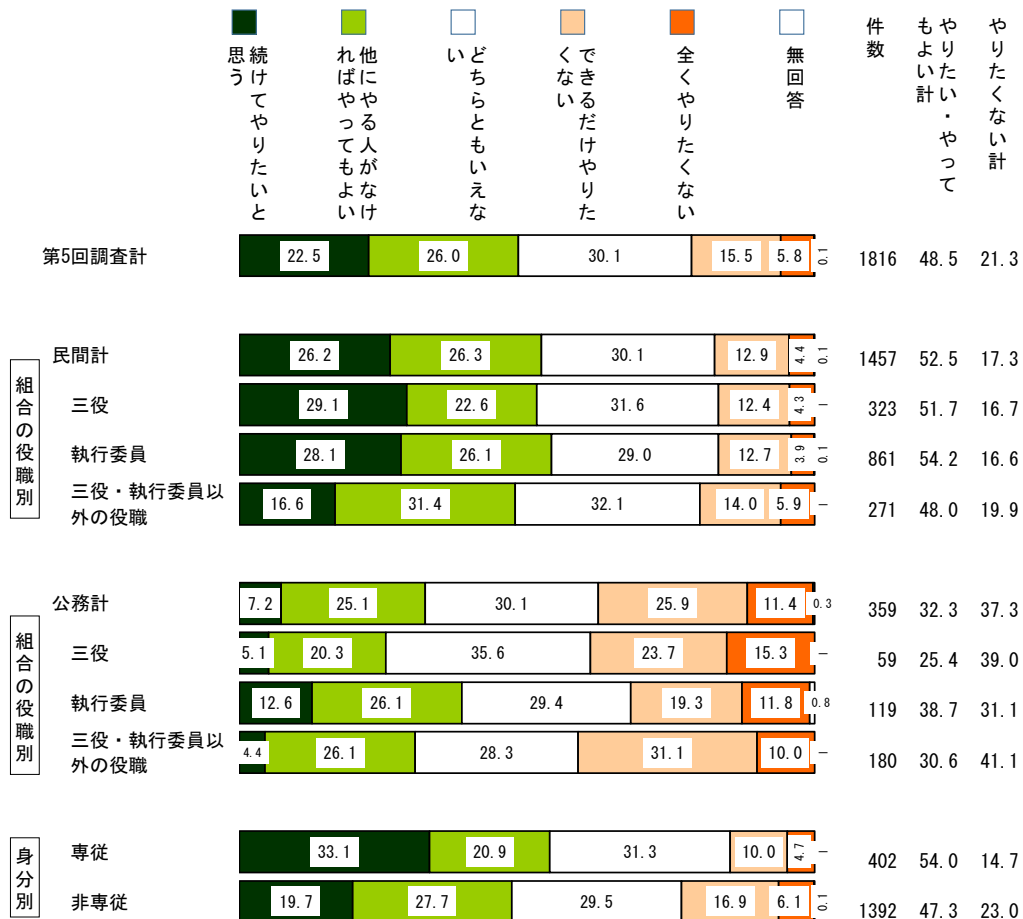 続けてやりたいと
思う
他にやる人がなけ
ればやってもよい
どちらともいえな
い
できるだけやりた
くない
全くやりたくない
無回答
件数
やりたい・やって
もよい計
やりたくない計
第5回調査計 22.5 26.0 30.1 15.5 5.8 0.1 1816 48.5 21.3
組合の役職別
民間計 26.2 26.3 30.1 12.9 4.4 0.1 1457 52.5 17.3
三役 29.1 22.6 31.6 12.4 4.3 － 323 51.7 16.7
執行委員 28.1 26.1 29.0 12.7 3.9 0.1 861 54.2 16.6
三役・執行委員以
外の役職 16.6 31.4 32.1 14.0 5.9 － 271 48.0 19.9
組合の役職別
公務計 7.2 25.1 30.1 25.9 11.4 0.3 359 32.3 37.3
三役 5.1 20.3 35.6 23.7 15.3 － 59 25.4 39.0
執行委員 12.6 26.1 29.4 19.3 11.8 0.8 119 38.7 31.1
三役・執行委員以
外の役職 4.4 26.1 28.3 31.1 10.0 － 180 30.6 41.1
身分別
専従 33.1 20.9 31.3 10.0 4.7 － 402 54.0 14.7
非専従 19.7 27.7 29.5 16.9 6.1 0.1 1392 47.3 23.0